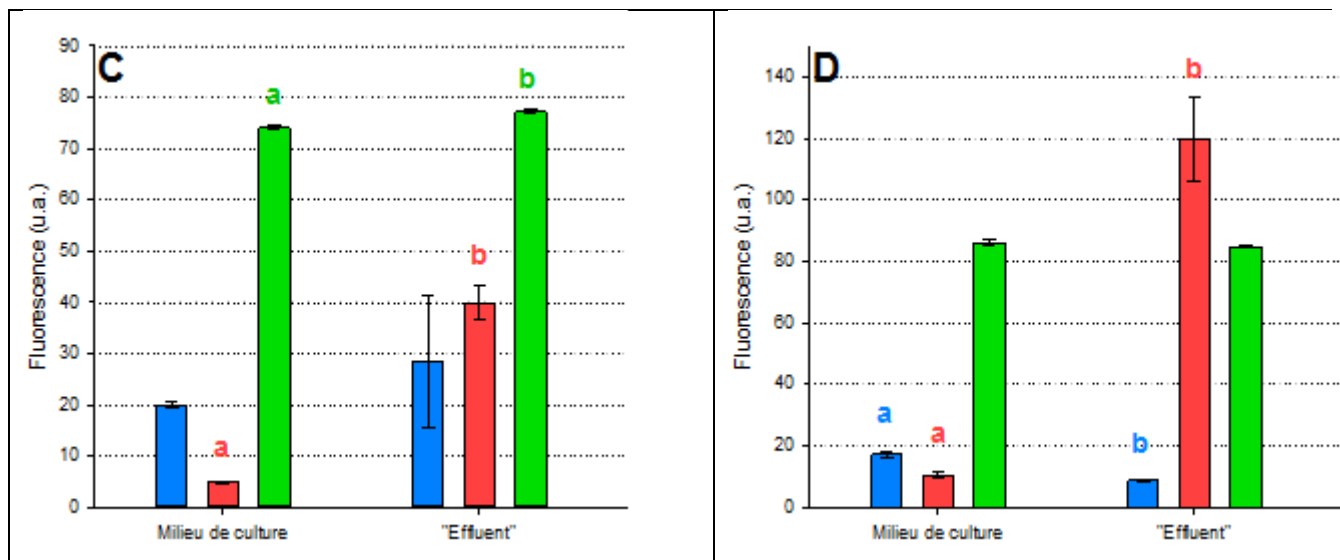 C
Fluorescence (u.a.)
90
80
70
60
50
40
30
20
10
0
a
a
b
b
Milieu de culture
"Effluent"
D
Fluorescence (u.a.)
140
120
100
80
60
40
20
0
a
a
b
b
Milieu de culture
"Effluent"